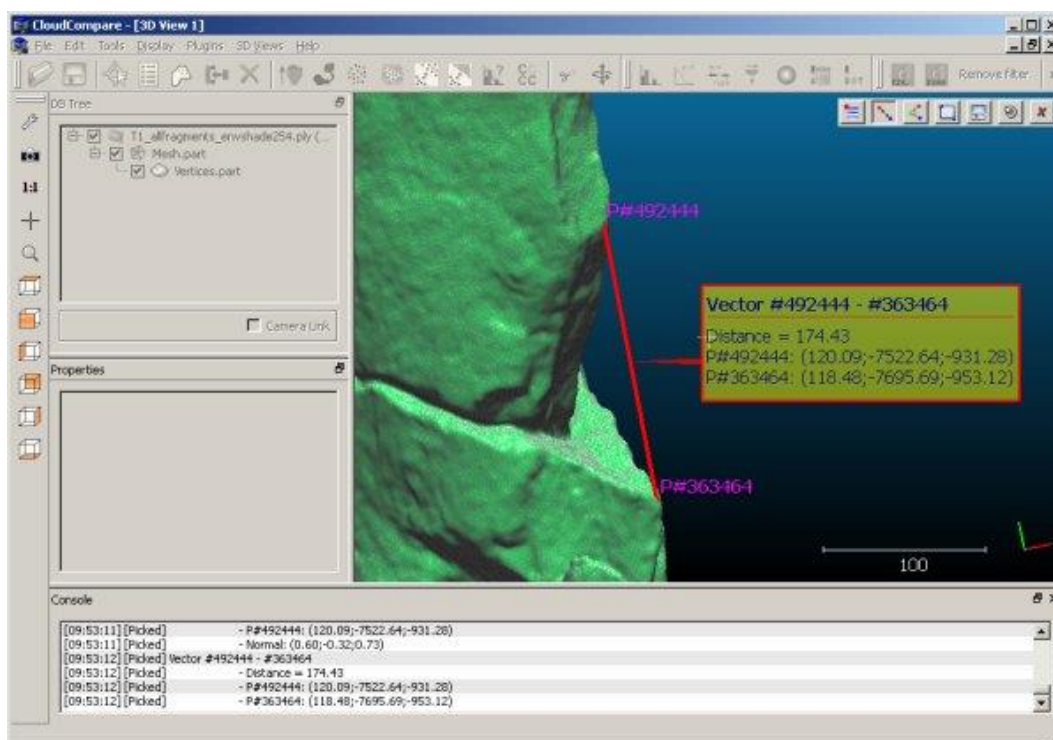 CloudCompare - [3D View 1]
File Edit Tools Display Plugins 3D Views Help
Remove filter
DB Tree
T1_allfragments_envshade254.ply (...
Mesh.part
Vertices.part
Camera Link
Properties
1:1
P#492444
Vector #492444 - #363464
Distance = 174.43
P#492444: (120.09;-7522.64;-931.28)
P#363464: (118.48;-7695.69;-953.12)
P#363464
100
Console
[09:53:11] [Picked] - P#492444: (120.09;-7522.64;-931.28)
[09:53:11] [Picked] - Normal: (0.60;-0.32;0.73)
[09:53:12] [Picked] Vector #492444 - #363464
[09:53:12] [Picked] - Distance = 174.43
[09:53:12] [Picked] - P#492444: (120.09;-7522.64;-931.28)
[09:53:12] [Picked] - P#363464: (118.48;-7695.69;-953.12)